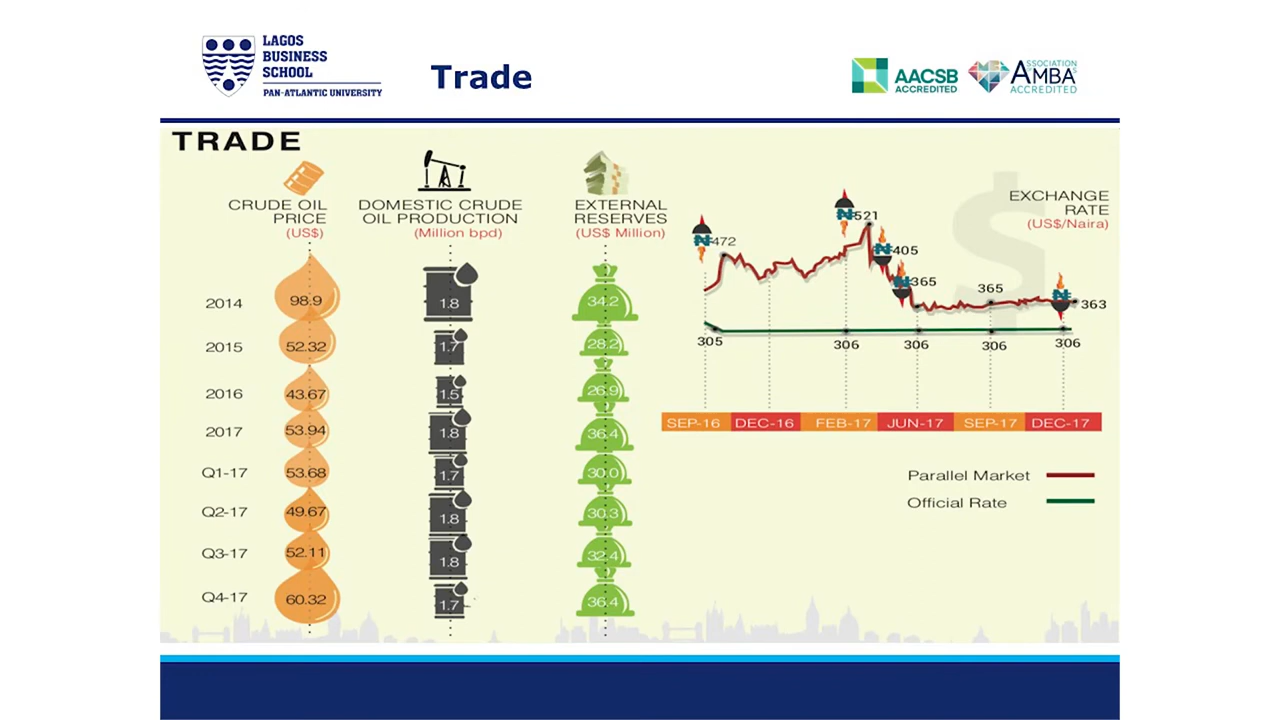 LAGOS
BUSINESS
SCHOOL
PAN-ATLANTIC UNIVERSITY
Trade
AACSB
ACCREDITED
ASSOCIATION
AMBAs
ACCREDITED
TRADE
CRUDE OIL
PRICE
(US$)
DOMESTIC CRUDE
OIL PRODUCTION
(Million bpd)
EXTERNAL
RESERVES
(US$ Million)
2014 98.9 1.8 34.2
2015 52.32 1.7 28.2
2016 43.67 1.5 26.9
2017 53.94 1.8 36.4
Q1-17 53.68 1.7 30.0
Q2-17 49.67 1.8 30.3
Q3-17 52.11 1.8 32.4
Q4-17 60.32 1.7 36.4
$
EXCHANGE
RATE
(US$/Naira)
₦472
₦521
₦405
₦365
365
₦
363
305
306
306
306
306
SEP-16 DEC-16 FEB-17 JUN-17 SEP-17 DEC-17
Parallel Market
Official Rate